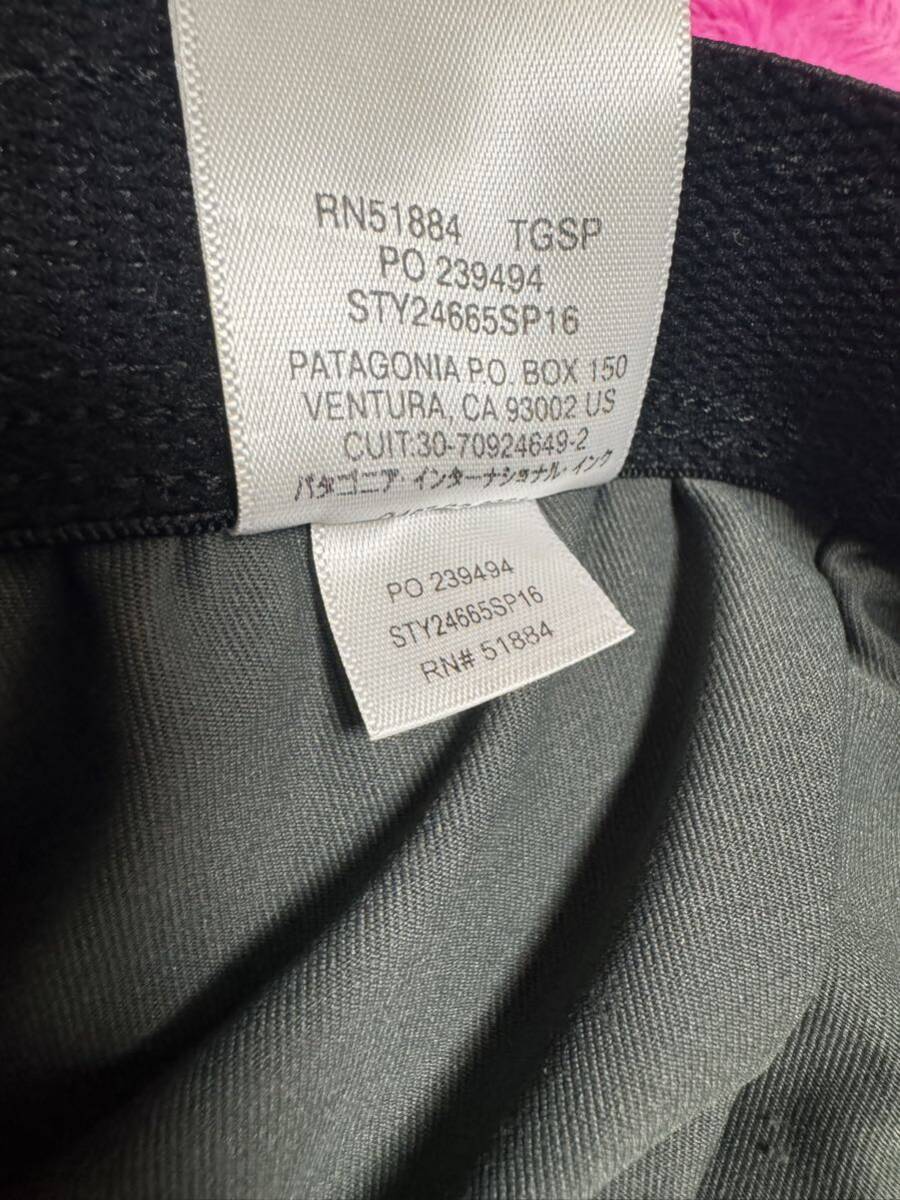 RN51884 TGSP
PO 239494
STY24665SP16
PATAGONIA P.O. BOX 150
VENTURA, CA 93002 US
CUIT:30-70924649-2
パタゴニア・インターナショナル・インク
PO 239494
STY24665SP16
RN# 51884